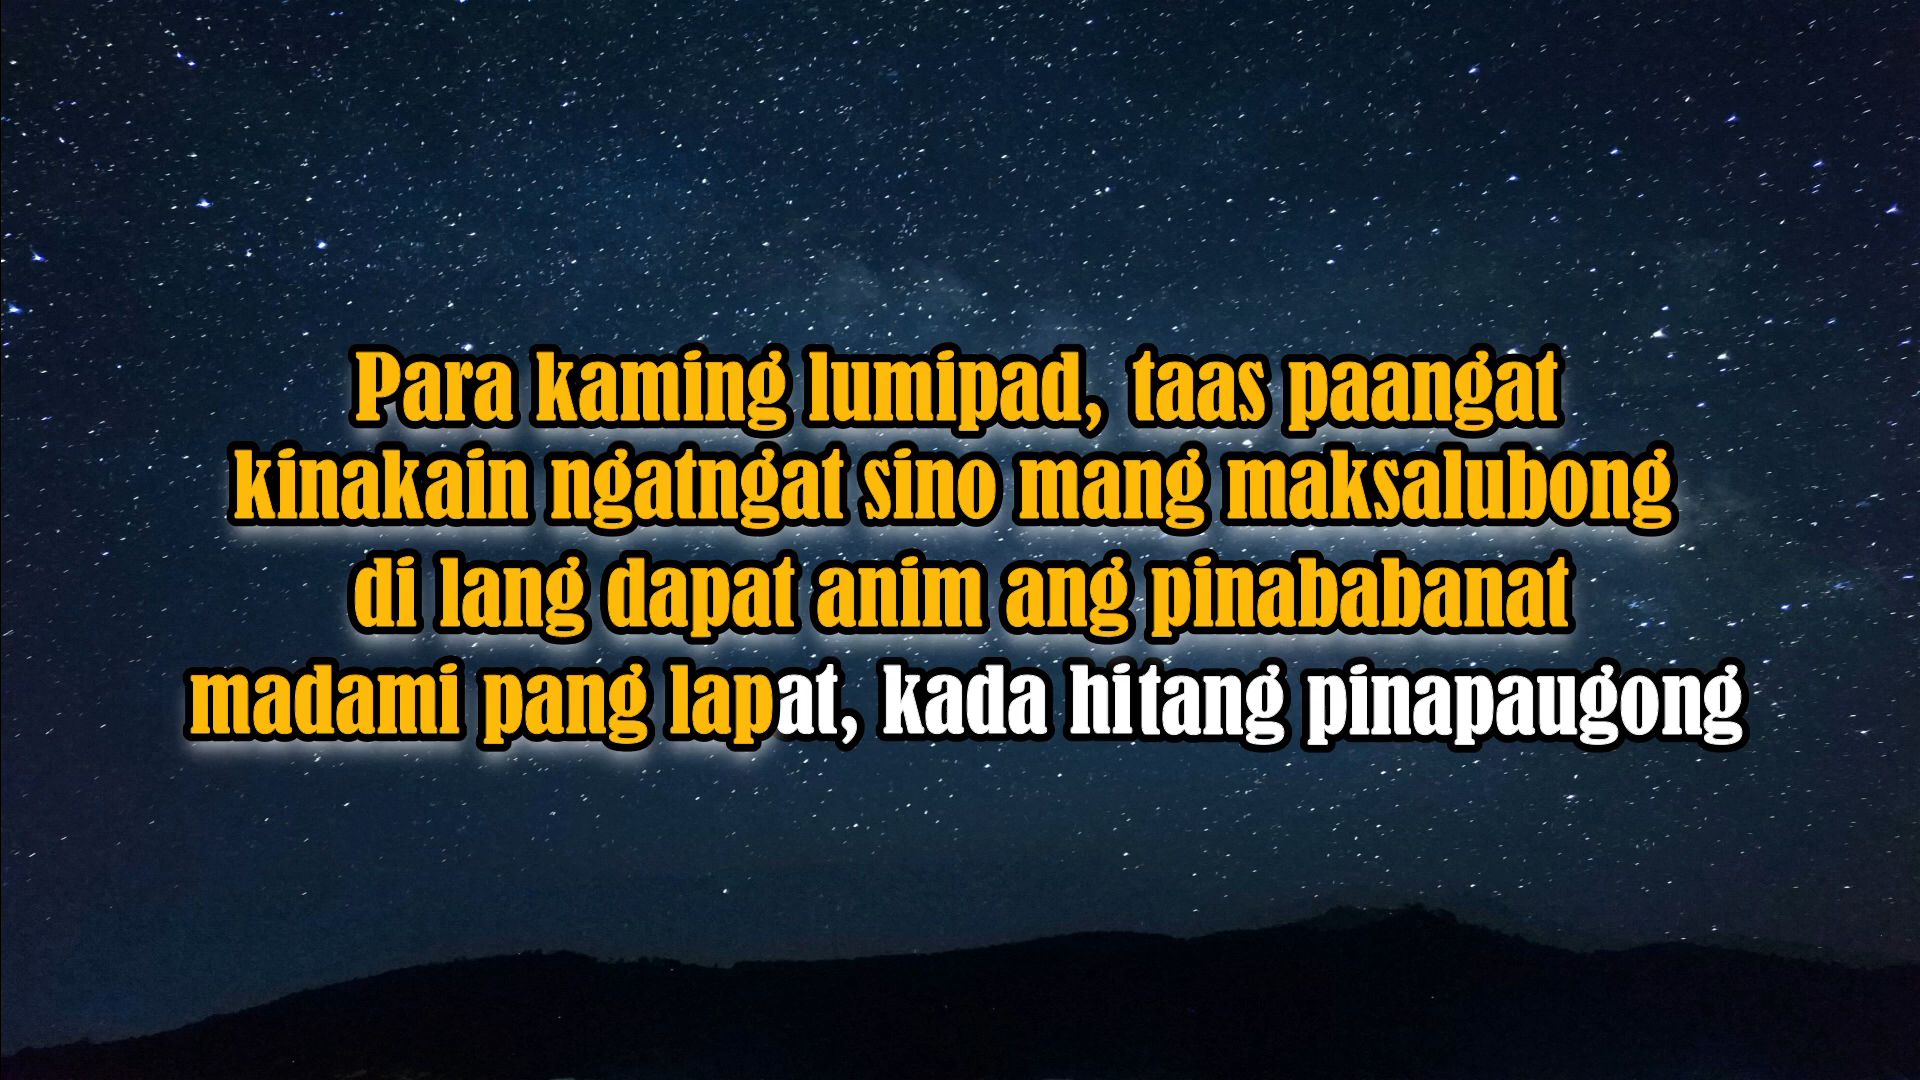 Para kaming lumipad, taas paangat
kinakain ngatngat sino mang maksalubong
di lang dapat anim ang pinababanat
madami pang lapat, kada hitang pinapaugong